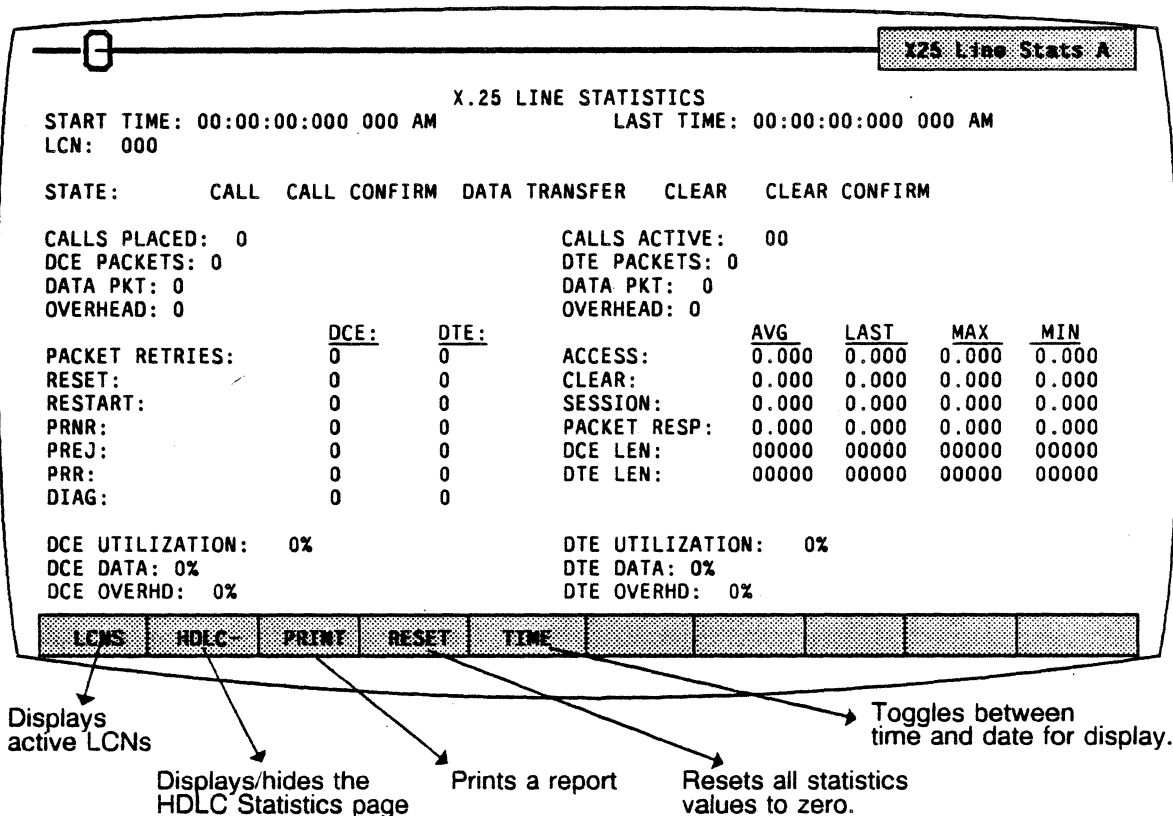 X25 Line Stats A
X.25 LINE STATISTICS
START TIME: 00:00:00:000 000 AM LAST TIME: 00:00:00:000 000 AM
LCN: 000
STATE: CALL CALL CONFIRM DATA TRANSFER CLEAR CLEAR CONFIRM
CALLS PLACED: 0 CALLS ACTIVE: 00
DCE PACKETS: 0 DTE PACKETS: 0
DATA PKT: 0 DATA PKT: 0
OVERHEAD: 0 OVERHEAD: 0
DCE: DTE: AVG LAST MAX MIN
PACKET RETRIES: 0 0 ACCESS: 0.000 0.000 0.000 0.000
RESET: 0 0 CLEAR: 0.000 0.000 0.000 0.000
RESTART: 0 0 SESSION: 0.000 0.000 0.000 0.000
PRNR: 0 0 PACKET RESP: 0.000 0.000 0.000 0.000
PREJ: 0 0 DCE LEN: 00000 00000 00000 00000
PRR: 0 0 DTE LEN: 00000 00000 00000 00000
DIAG: 0 0
DCE UTILIZATION: 0% DTE UTILIZATION: 0%
DCE DATA: 0% DTE DATA: 0%
DCE OVERHD: 0% DTE OVERHD: 0%
LCNS HDLC- PRINT RESET TIME
Displays
active LCNs
Displays/hides the
HDLC Statistics page
Prints a report
Resets all statistics
values to zero.
Toggles between
time and date for display.